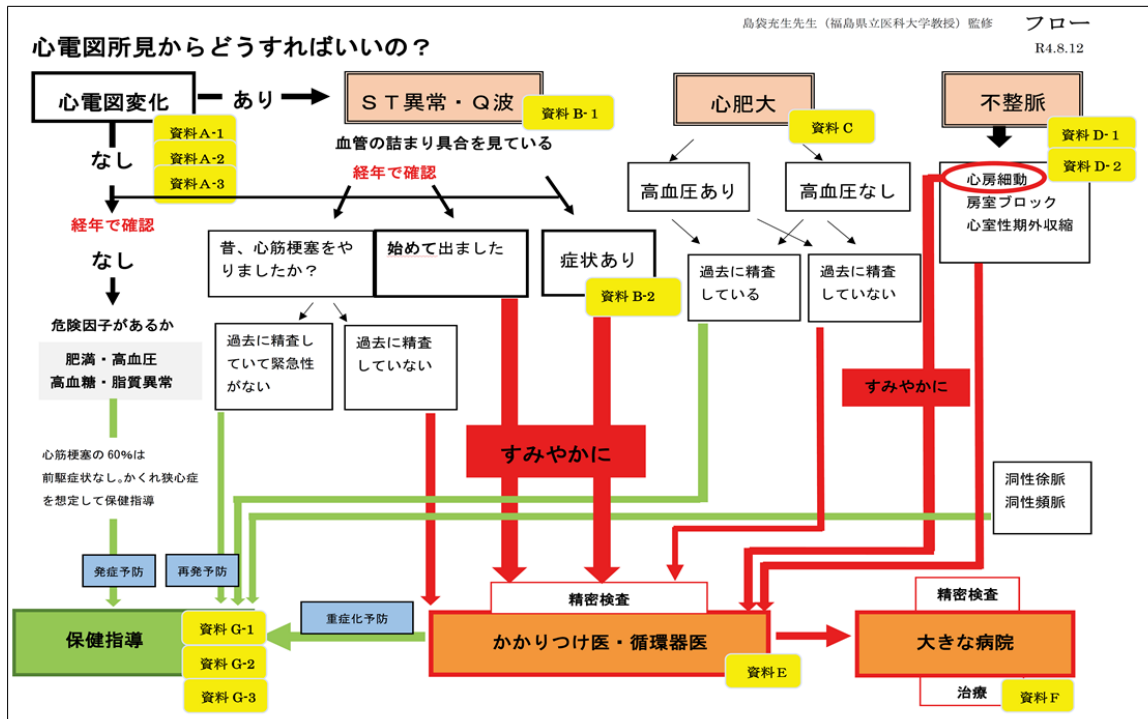 島袋充生先生（福島県立医科大学教授）監修
フロー
R4.8.12
心電図所見からどうすればいいの？
心電図変化
あり
ＳＴ異常・Ｑ波
資料 B-1
心肥大
資料 C
不整脈
資料 D-1
資料 D-2
資料 A-1
資料 A-2
資料 A-3
なし
血管の詰まり具合を見ている
経年で確認
経年で確認
なし
高血圧あり
高血圧なし
心房細動
房室ブロック
心室性期外収縮
昔、心筋梗塞を
やりましたか？
始めて出ました
症状あり
資料 B-2
過去に精査
している
過去に精査
していない
危険因子があるか
肥満・高血圧
高血糖・脂質異常
過去に精査し
ていて緊急性
がない
過去に精査
していない
すみやかに
すみやかに
心筋梗塞の 60％は
前駆症状なし。かくれ狭心症
を想定して保健指導
洞性徐脈
洞性頻脈
発症予防
再発予防
重症化予防
精密検査
精密検査
保健指導
資料 G-1
資料 G-2
資料 G-3
かかりつけ医・循環器医
資料 E
大きな病院
治療
資料 F